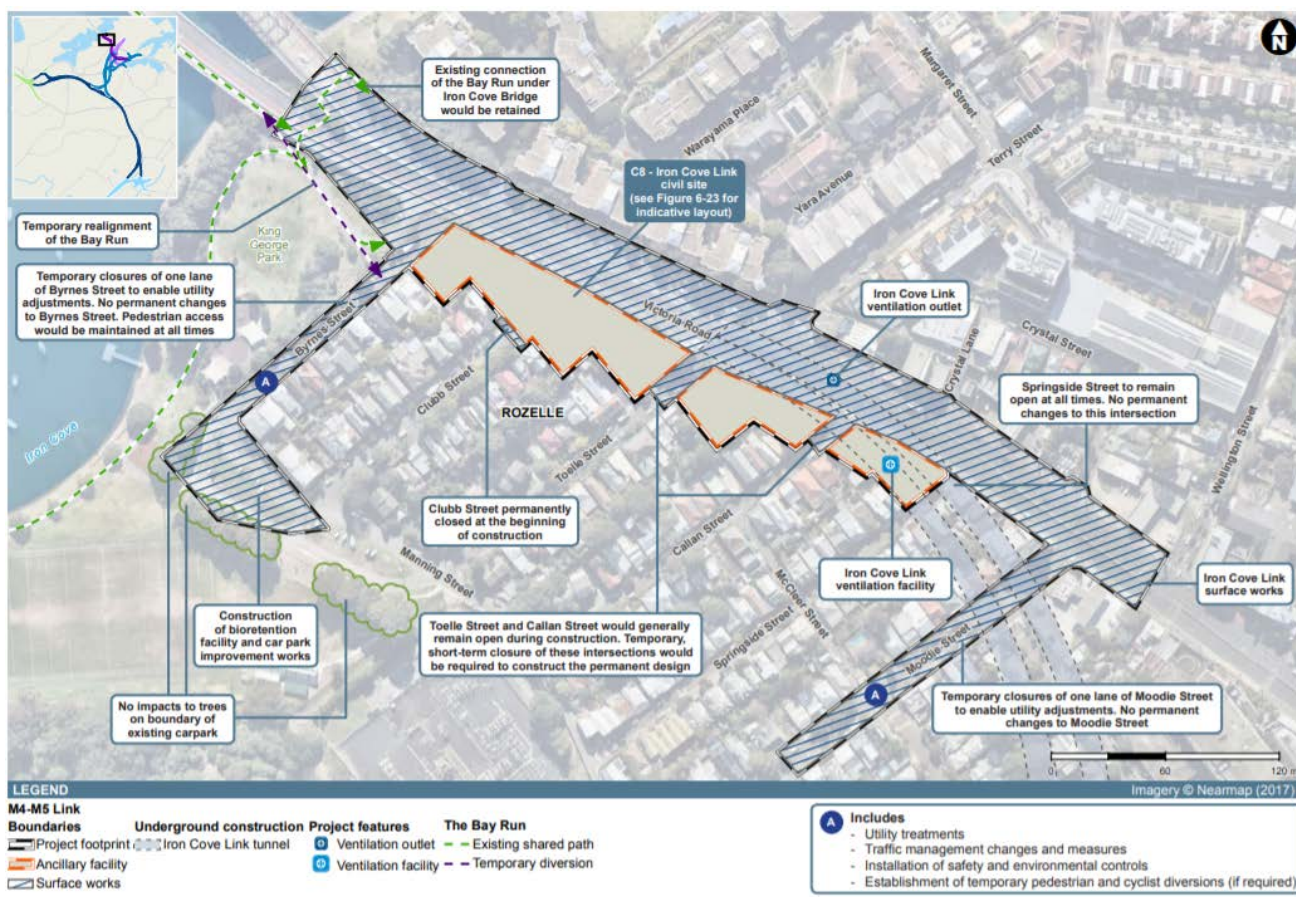 N
Existing connection
of the Bay Run under
Iron Cove Bridge
would be retained
Margaret Street
Warayama Place
Terry Street
C8 - Iron Cove Link
civil site
(see Figure 6-23 for
indicative layout)
Yara Avenue
Temporary realignment
of the Bay Run
King
George
Park
Temporary closures of one lane
of Byrnes Street to enable utility
adjustments. No permanent changes
to Byrnes Street. Pedestrian access
would be maintained at all times
Iron Cove Link
ventilation outlet
Victoria Road
Byrnes Street
Crystal Lane
Crystal Street
Springside Street to remain
open at all times. No permanent
changes to this intersection
A
Clubb Street
ROZELLE
Iron Cove
Toelle Street
Wellington Street
Clubb Street permanently
closed at the beginning
of construction
Callan Street
Manning Street
McCleer Street
Iron Cove Link
ventilation facility
Iron Cove Link
surface works
Construction
of bioretention
facility and car park
improvement works
Toelle Street and Callan Street would generally
remain open during construction. Temporary,
short-term closure of these intersections would
be required to construct the permanent design
Springside Street
Moodie Street
A
Temporary closures of one lane of Moodie Street
to enable utility adjustments. No permanent
changes to Moodie Street
No impacts to trees
on boundary of
existing carpark
0 60 120 m
LEGEND
Imagery © Nearmap (2017)
M4-M5 Link
Boundaries
Project footprint
Ancillary facility
Surface works
Underground construction
Iron Cove Link tunnel
Project features
Ventilation outlet
Ventilation facility
The Bay Run
Existing shared path
Temporary diversion
A Includes
- Utility treatments
- Traffic management changes and measures
- Installation of safety and environmental controls
- Establishment of temporary pedestrian and cyclist diversions (if required)